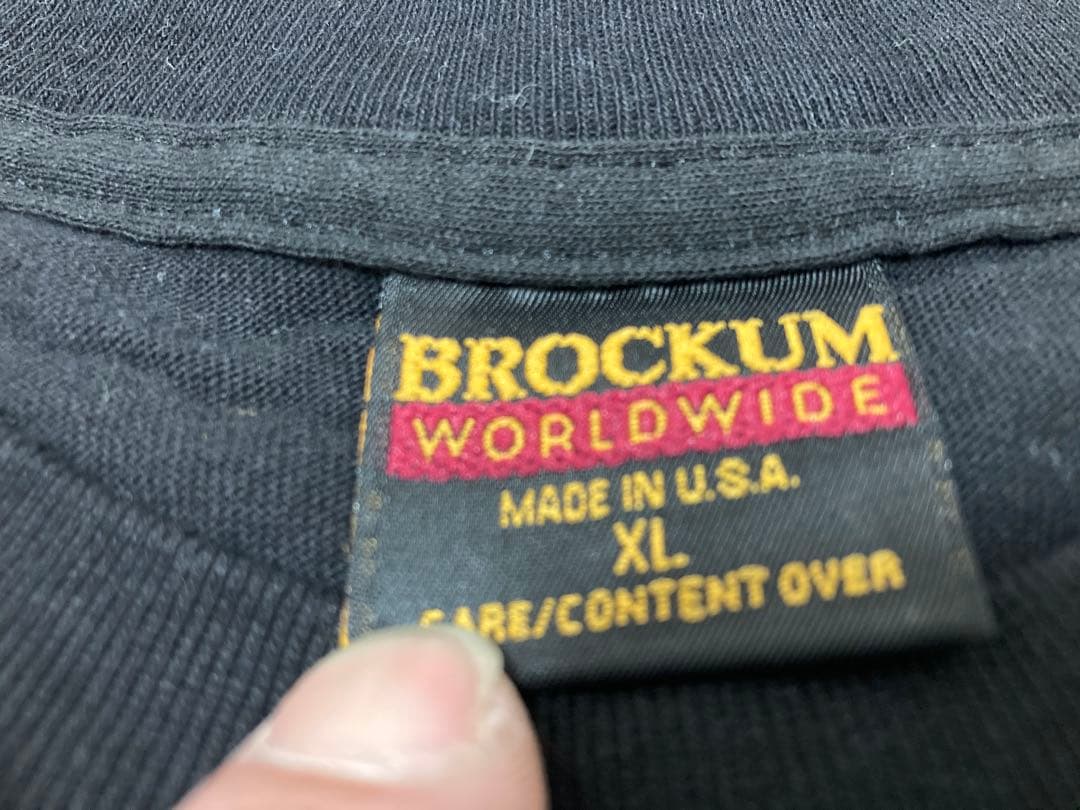 BROCKUM
WORLDWIDE
MADE IN U.S.A.
XL
CARE/CONTENT OVER